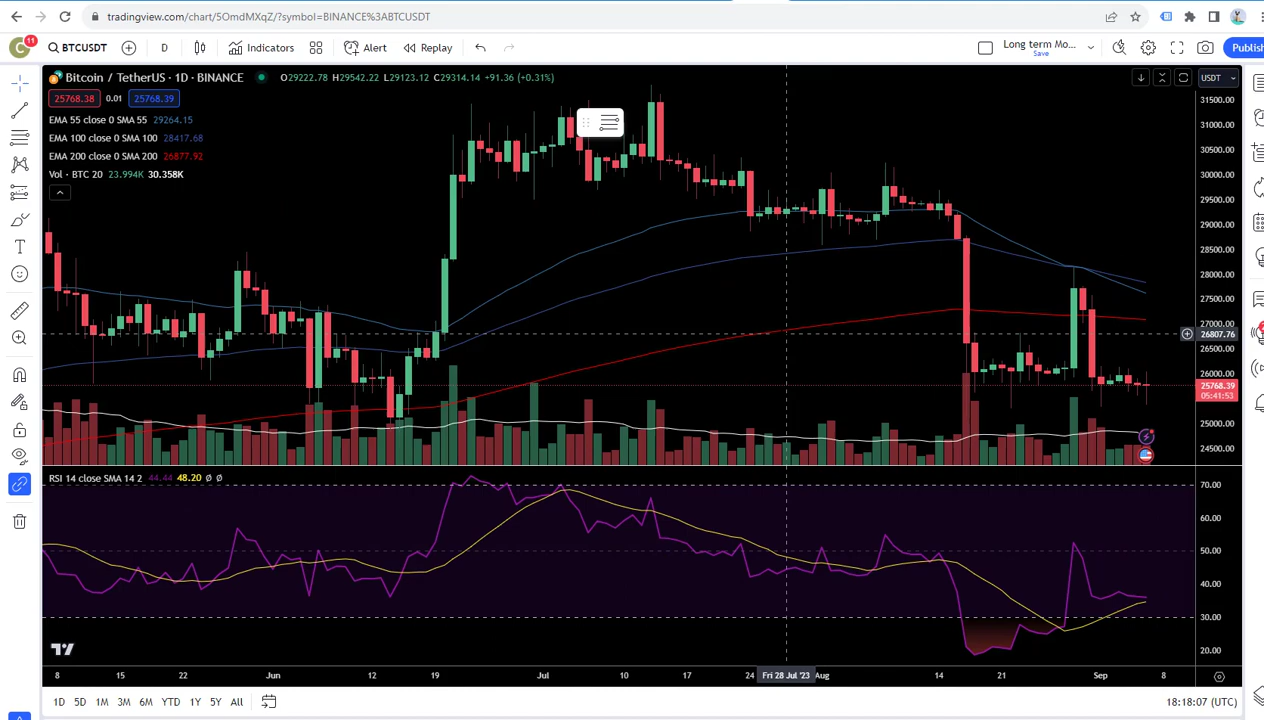 tradingview.com/chart/5OmdMXqZ/?symbol=BINANCE%3ABTCUSDT
C 11 BTCUSDT D Indicators Alert Replay Long term Mo... Publish
Save
Bitcoin / TetherUS · 1D · BINANCE O29222.78 H29542.22 L29123.12 C29314.14 +91.36 (+0.31%) USDT
25768.38 0.01 25768.39
EMA 55 close 0 SMA 55 29264.15
EMA 100 close 0 SMA 100 28417.68
EMA 200 close 0 SMA 200 26877.92
Vol · BTC 20 23.994K 30.358K
31500.00
31000.00
30500.00
30000.00
29500.00
29000.00
28500.00
28000.00
27500.00
27000.00
26807.76
26500.00
26000.00
25768.39
05:41:53
25000.00
24500.00
RSI 14 close SMA 14 2 44.44 48.20 Ø Ø
70.00
60.00
50.00
40.00
30.00
20.00
8 15 22 Jun 12 19 Jul 10 17 24 Fri 28 Jul '23 Aug 14 21 Sep 8
1D 5D 1M 3M 6M YTD 1Y 5Y All 18:18:07 (UTC)